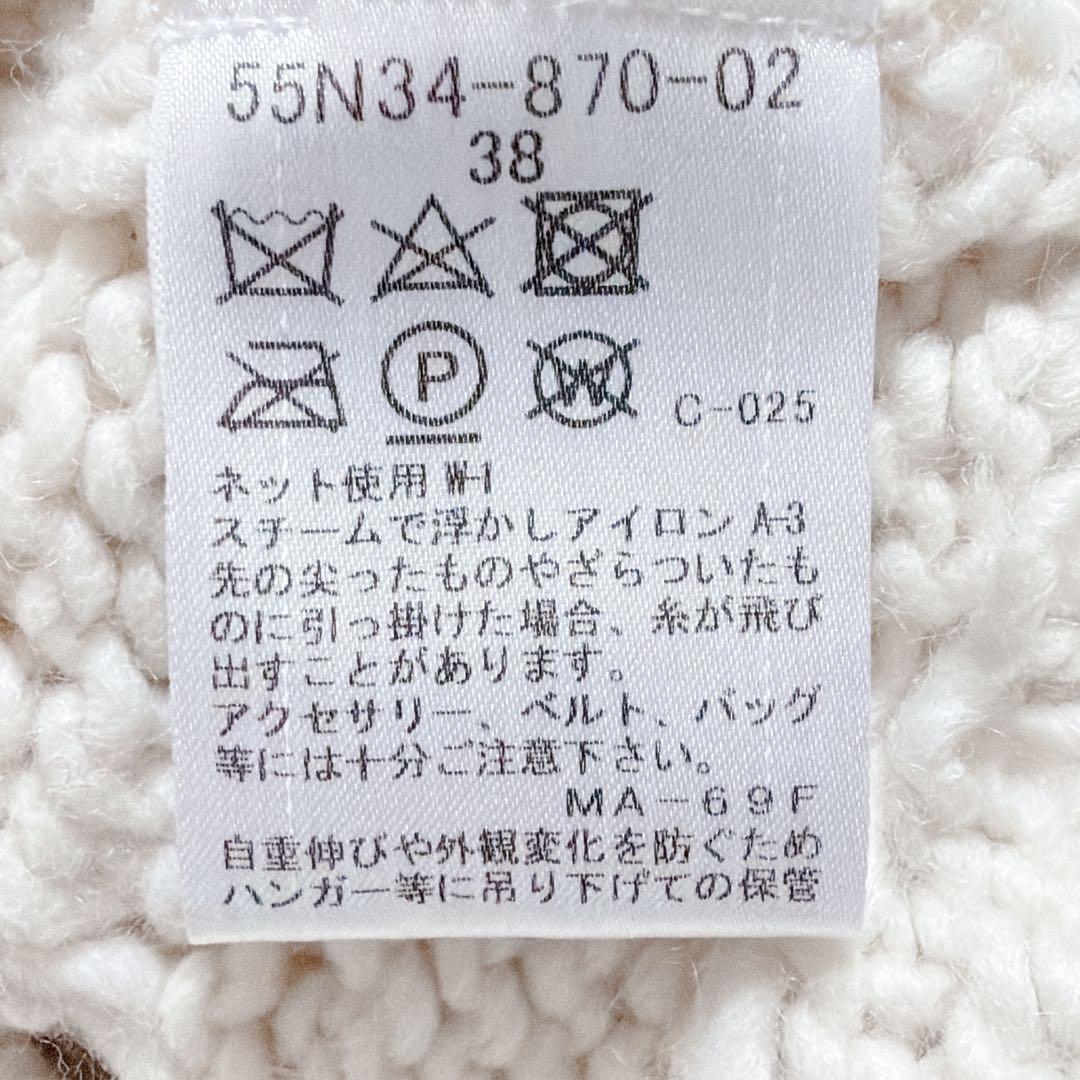 55N34-870-02
38
P
W
C-025
ネット使用 W-1
スチームで浮かしアイロン A-3
先の尖ったものやざらついたも
のに引っ掛けた場合、糸が飛び
出すことがあります。
アクセサリー、ベルト、バッグ
等には十分ご注意下さい。
MA-69F
自重伸びや外観変化を防ぐため
ハンガー等に吊り下げての保管